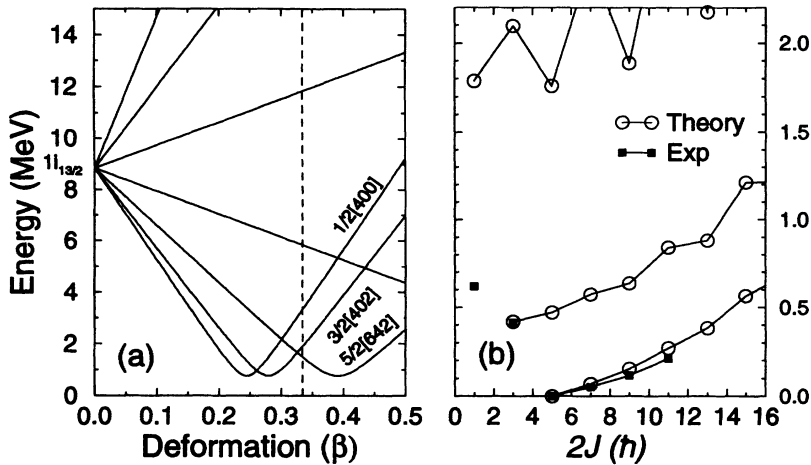 Energy (MeV)
14
12
10
1i13/2
8
6
4
2
0
0.0 0.1 0.2 0.3 0.4 0.5
Deformation (β)
1/2[400]
3/2[402]
5/2[642]
(a)
2.0
1.5
1.0
0.5
0.0
Theory
Exp
(b)
0 2 4 6 8 10 12 14 16
2J (ħ)